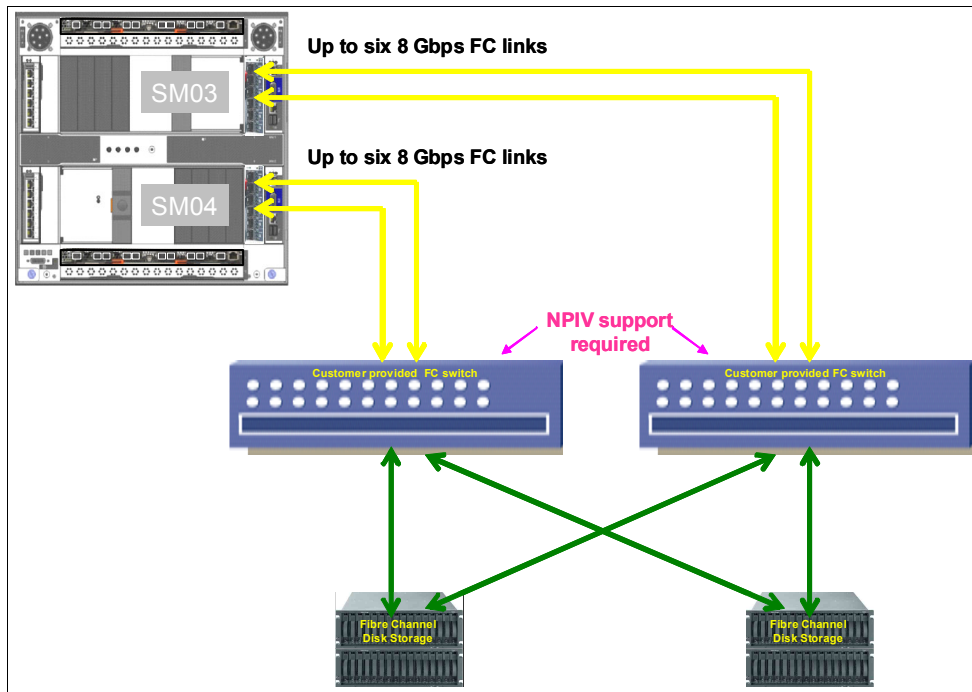 Up to six 8 Gbps FC links
SM03
Up to six 8 Gbps FC links
SM04
NPIV support
required
Customer provided FC switch
Customer provided FC switch
Fibre Channel
Disk Storage
Fibre Channel
Disk Storage